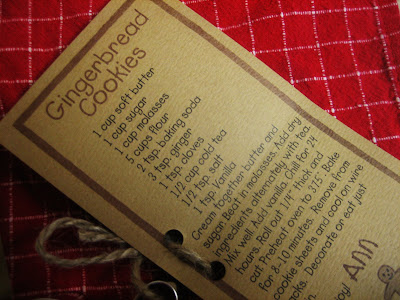 Gingerbread
Cookies
1 cup soft butter
1 cup sugar
1 cup molasses
5 cups flour
2 tsp. baking soda
3 tsp ginger
1 tsp. cloves
1/2 cup cold tea
1/2 tsp. salt
1 tsp. Vanilla
Cream together butter and
sugar. Beat in molasses. Add dry
ingredients alternately with tea.
Mix well. Add vanilla. Chill for 24
hours. Roll out 1/4" thick and
cut. Preheat oven to 375°. Bake
for 8-10 minutes. Remove from
cookie sheets and cool on wire
Decorate or eat just
Ann